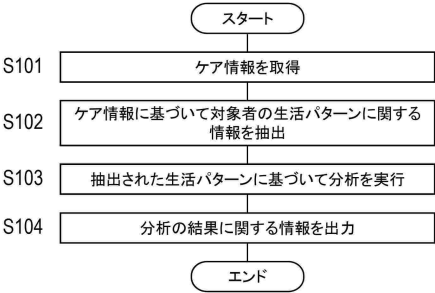 スタート
S101
ケア情報を取得
S102
ケア情報に基づいて対象者の生活パターンに関する
情報を抽出
S103
抽出された生活パターンに基づいて分析を実行
S104
分析の結果に関する情報を出力
エンド